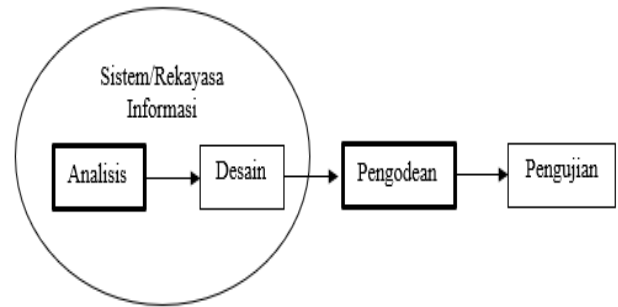 Sistem/Rekayasa
Informasi
Analisis
Desain
Pengodean
Pengujian